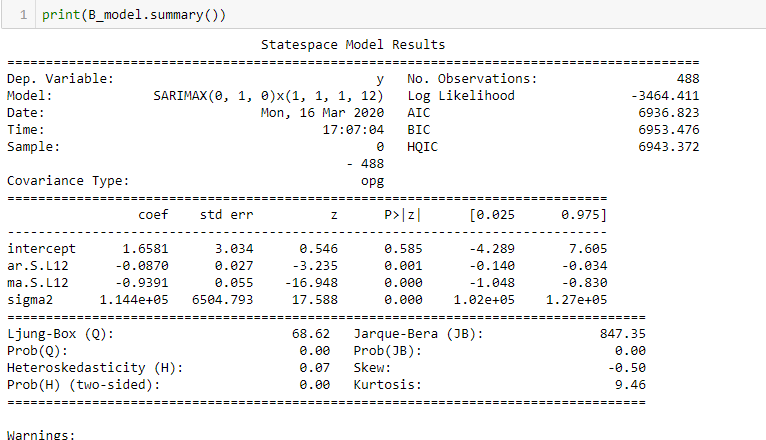 1 print(B_model.summary())
Statespace Model Results
==============================================================================
Dep. Variable: y No. Observations: 488
Model: SARIMAX(0, 1, 0)x(1, 1, 1, 12) Log Likelihood -3464.411
Date: Mon, 16 Mar 2020 AIC 6936.823
Time: 17:07:04 BIC 6953.476
Sample: 0 HQIC 6943.372
- 488
Covariance Type: opg
==============================================================================
coef std err z P>|z| [0.025 0.975]
------------------------------------------------------------------------------
intercept 1.6581 3.034 0.546 0.585 -4.289 7.605
ar.S.L12 -0.0870 0.027 -3.235 0.001 -0.140 -0.034
ma.S.L12 -0.9391 0.055 -16.948 0.000 -1.048 -0.830
sigma2 1.144e+05 6504.793 17.588 0.000 1.02e+05 1.27e+05
==============================================================================
Ljung-Box (Q): 68.62 Jarque-Bera (JB): 847.35
Prob(Q): 0.00 Prob(JB): 0.00
Heteroskedasticity (H): 0.07 Skew: -0.50
Prob(H) (two-sided): 0.00 Kurtosis: 9.46
==============================================================================
Warnings: